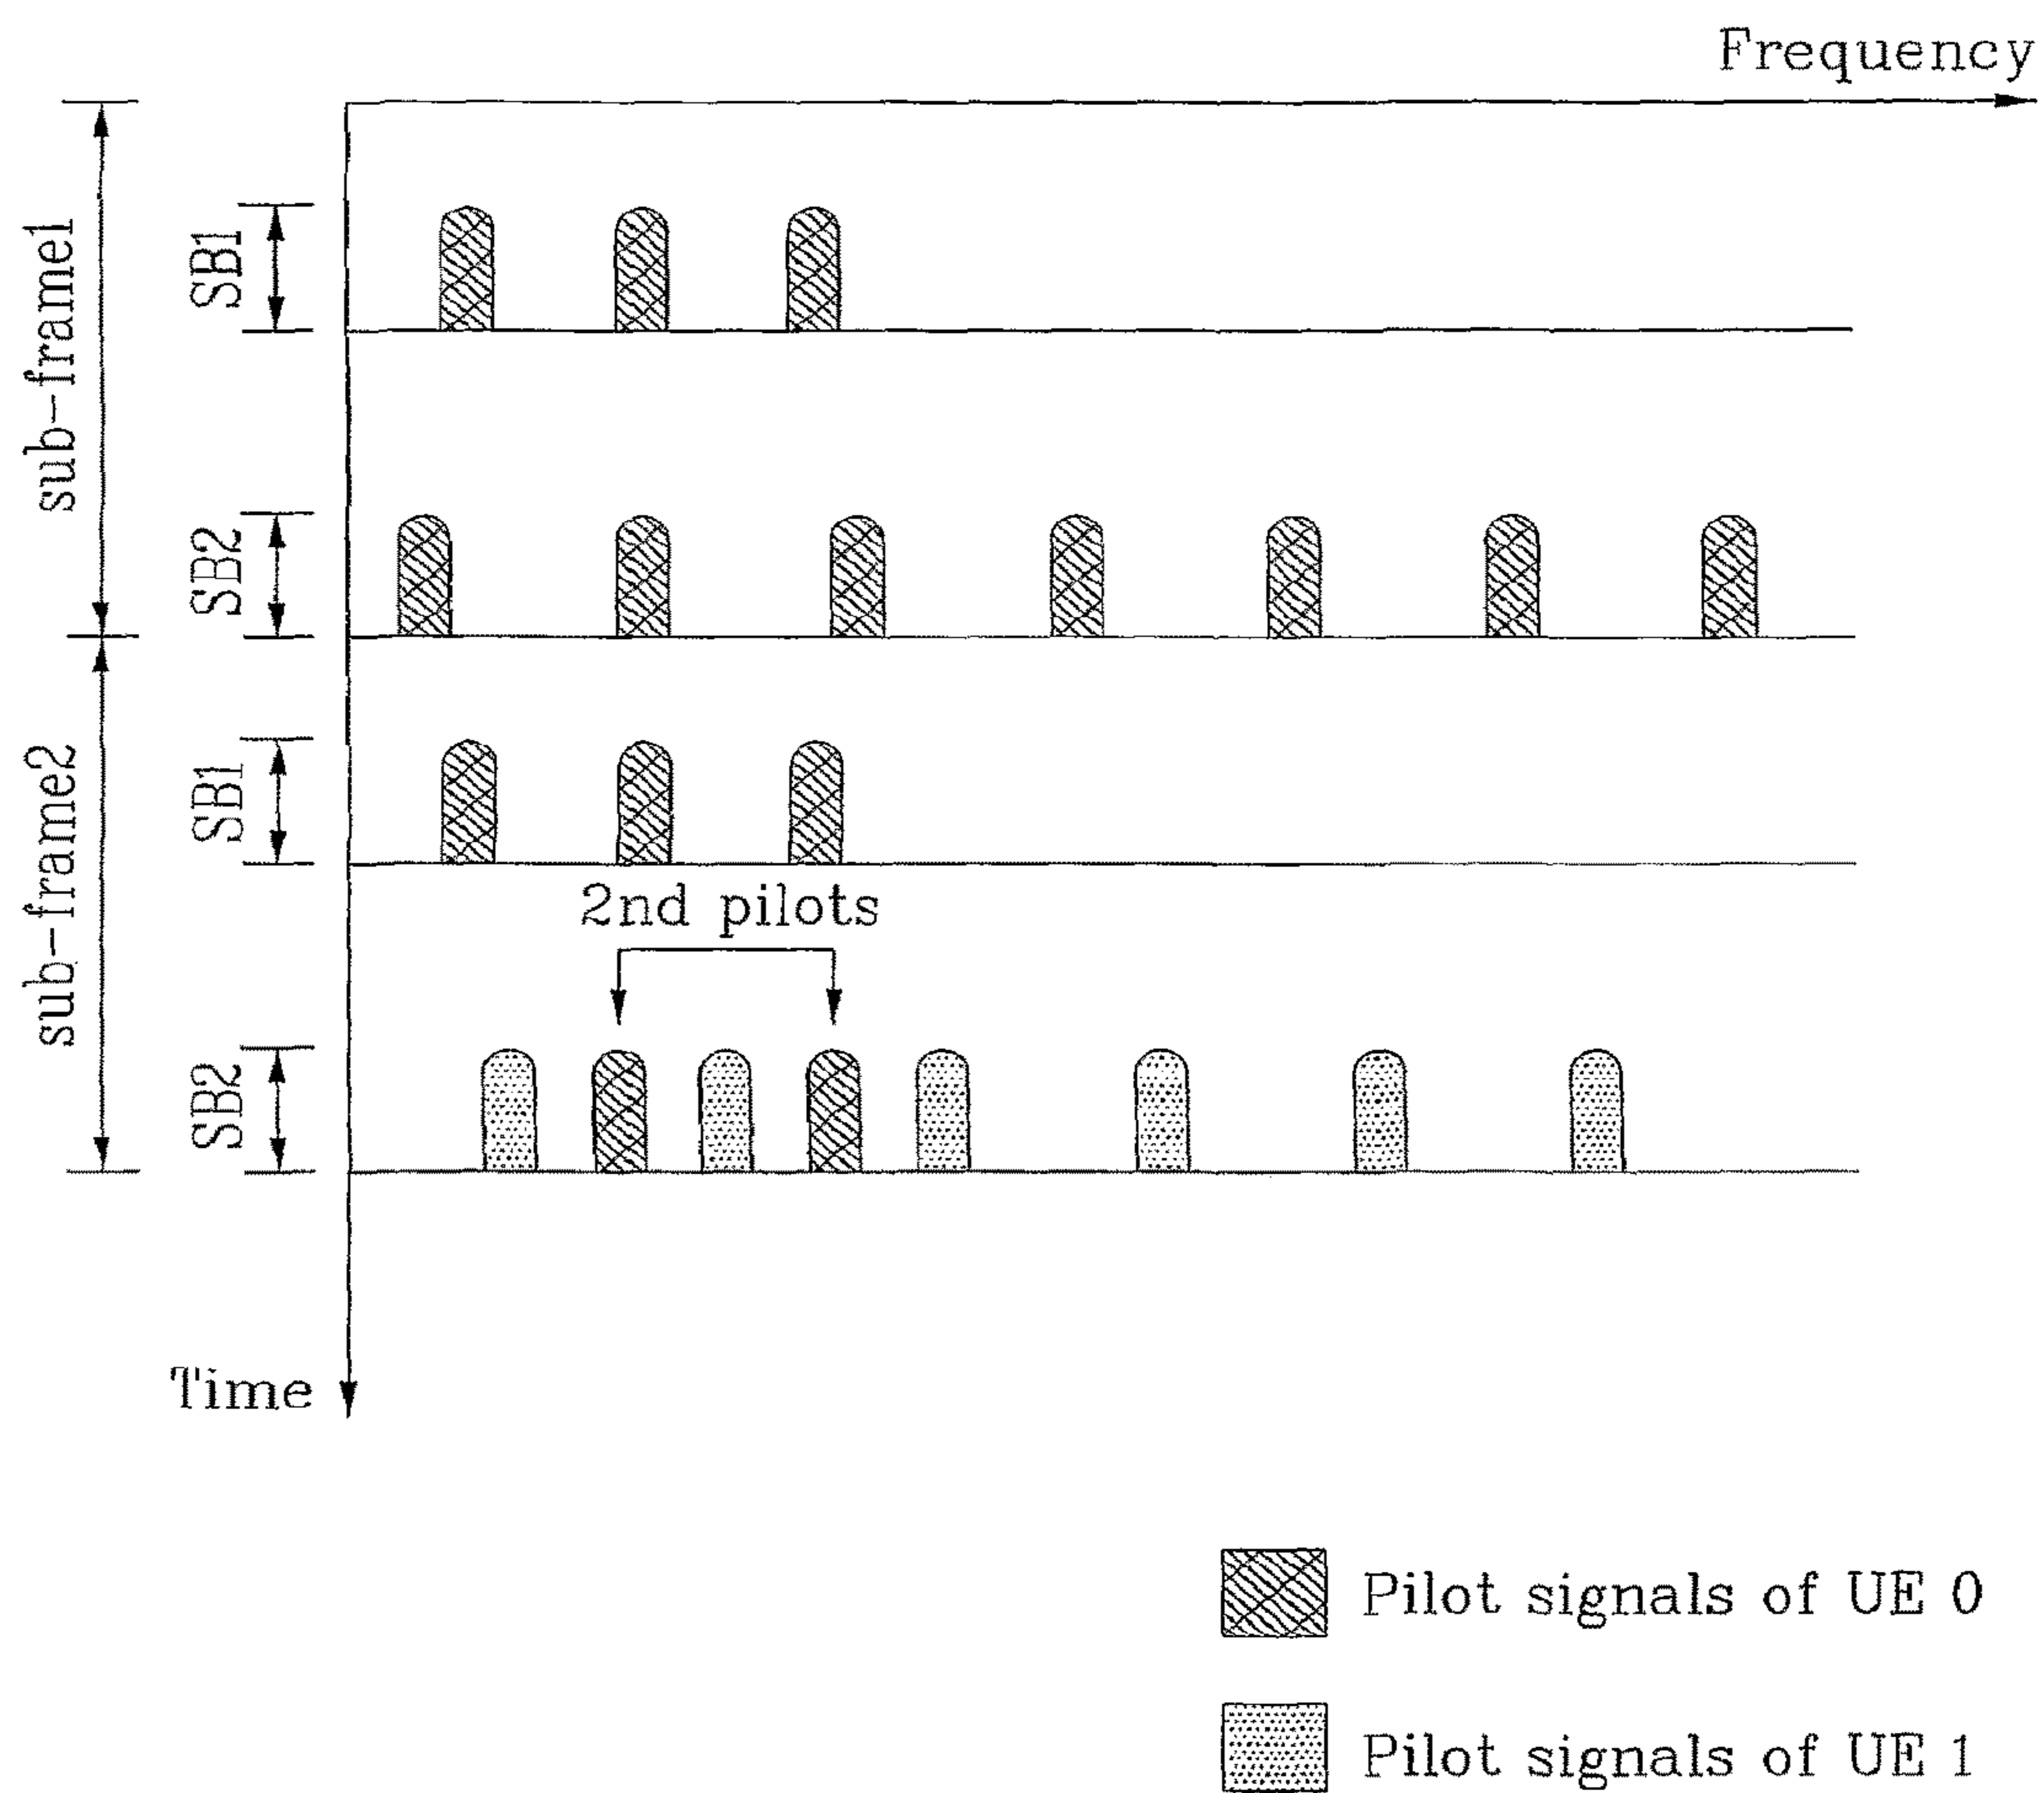 Frequency
sub-frame1
SB1
SB2
sub-frame2
SB1
2nd pilots
SB2
Time
Pilot signals of UE 0
Pilot signals of UE 1